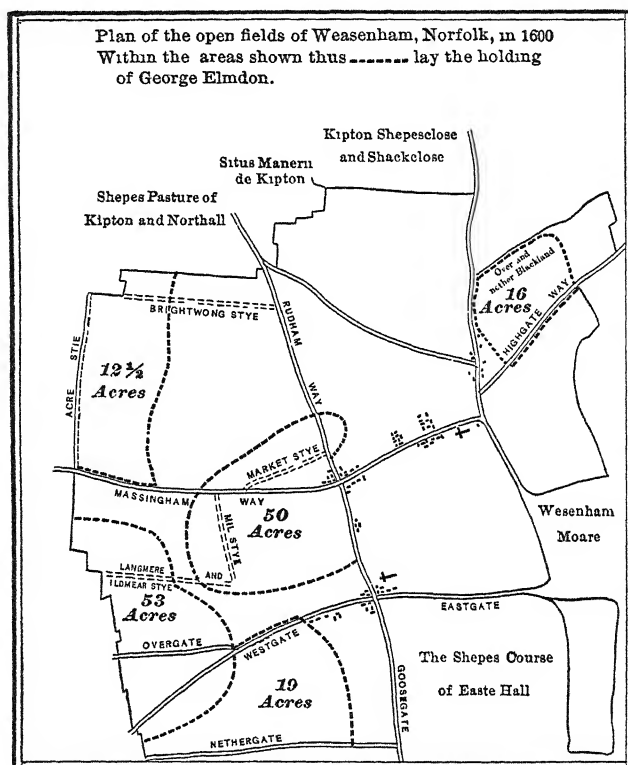 Plan of the open fields of Weasenham, Norfolk, in 1600
Within the areas shown thus ------- lay the holding
of George Elmdon.
Kipton Shepesclose
and Shackclose
Situs Manerii
de Kipton
Shepes Pasture of
Kipton and Northall
Over and
nether Blackland
16
Acres
HIGHGATE WAY
BRIGHTWONG STYE
RUDHAM WAY
ACRE STIE
12½
Acres
MARKET STYE
MASSINGHAM WAY
MIL STYE
50
Acres
Wesenham
Moare
LANGMERE AND
ILDMEAR STYE
53
Acres
EASTGATE
OVERGATE
WESTGATE
The Shepes Course
of Easte Hall
19
Acres
GOOSEGATE
NETHERGATE